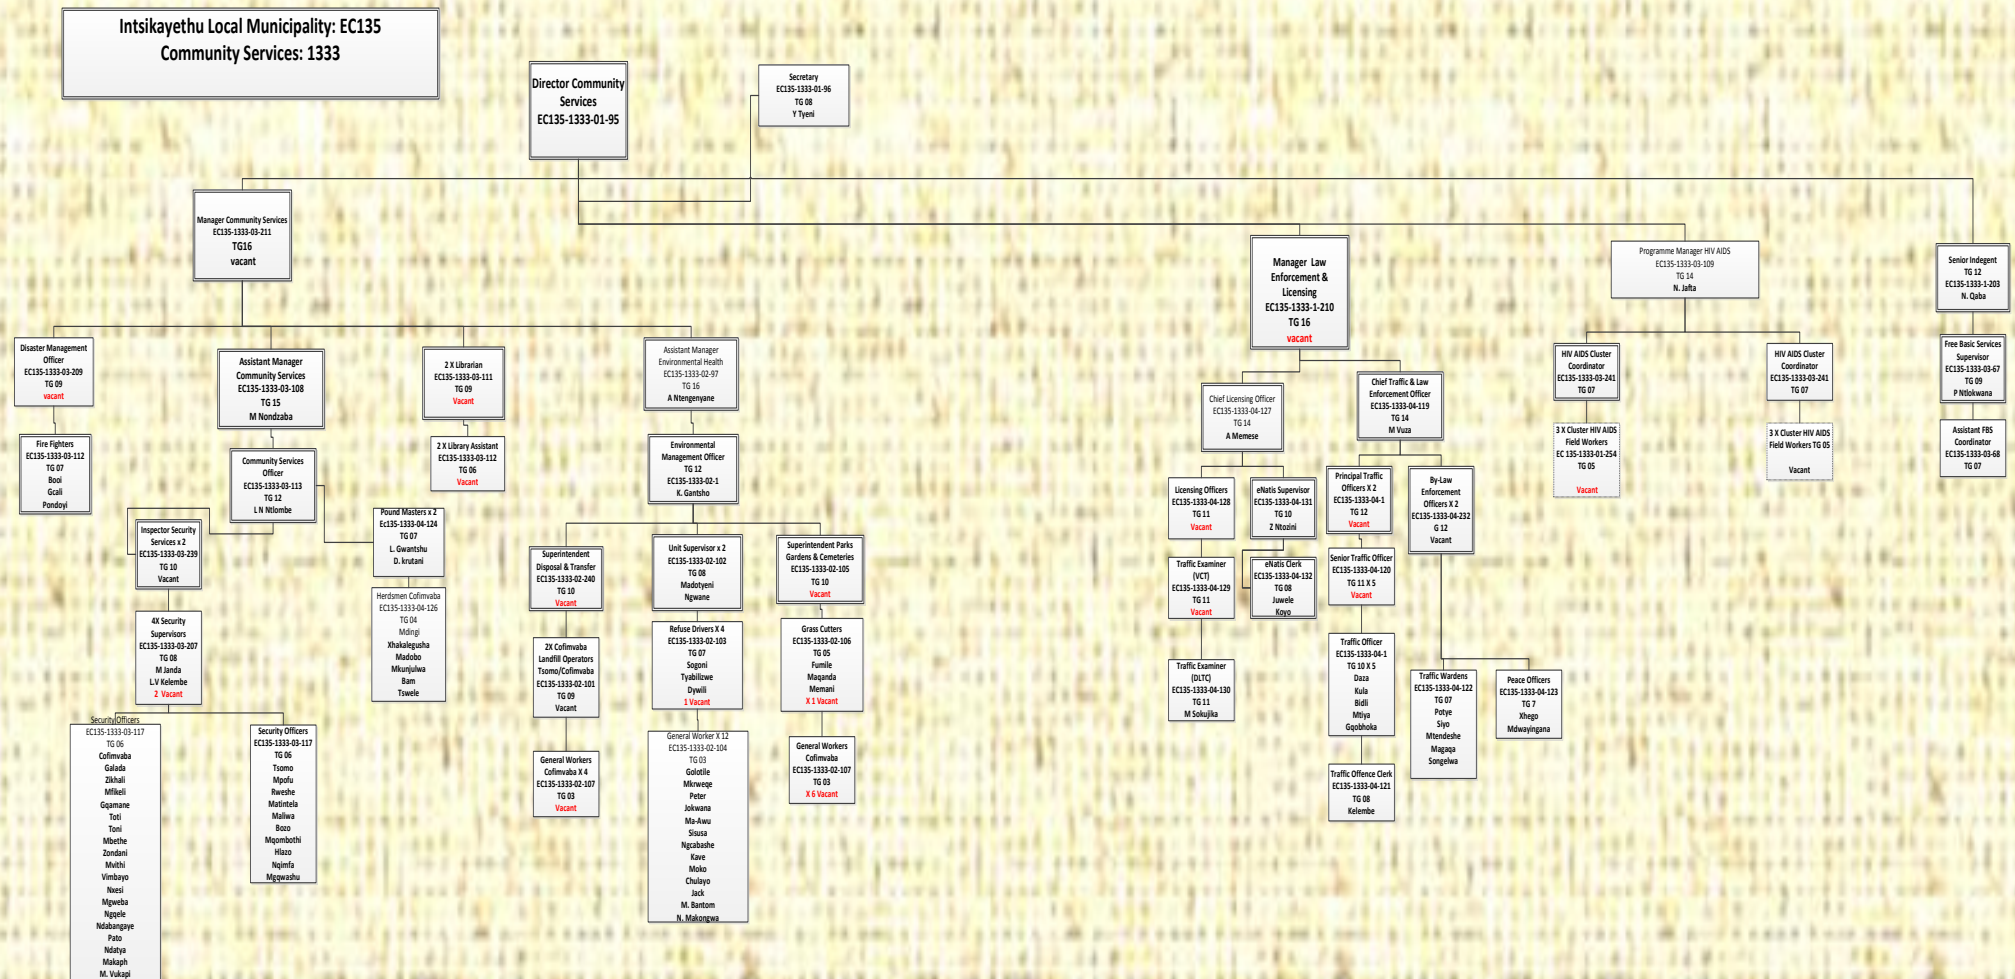 Intsikayethu Local Municipality: EC135
Community Services: 1333
Director Community
Services
EC135-1333-01-95
Secretary
EC135-1333-01-96
TG 08
Y Tyeni
Manager Community Services
EC135-1333-03-211
TG16
vacant
Manager Law
Enforcement &
Licensing
EC135-1333-1-210
TG 16
vacant
Programme Manager HIV AIDS
EC135-1333-03-109
TG 14
N. Jafta
Senior Indegent
TG 12
EC135-1333-1-203
N. Qaba
Disaster Management
Officer
EC135-1333-03-209
TG 09
vacant
Assistant Manager
Community Services
EC135-1333-03-108
TG 15
M Nondzaba
2 X Librarian
EC135-1333-03-111
TG 09
Vacant
Assistant Manager
Environmental Health
EC135-1333-02-97
TG 16
A Ntengenyane
Chief Licensing Officer
EC135-1333-04-127
TG 14
A Memese
Chief Traffic & Law
Enforcement Officer
EC135-1333-04-119
TG 14
M Vuza
HIV AIDS Cluster
Coordinator
EC135-1333-03-241
TG 07
HIV AIDS Cluster
Coordinator
EC135-1333-03-241
TG 07
Free Basic Services
Supervisor
EC135-1333-03-67
TG 09
P Ntlokwana
Fire Fighters
EC135-1333-03-112
TG 07
Booi
Gcali
Pondoyi
Community Services
Officer
EC135-1333-03-113
TG 12
L N Ntlombe
2 X Library Assistant
EC135-1333-03-112
TG 06
Vacant
Environmental
Management Officer
TG 12
EC135-1333-02-1
K. Gantsho
3 X Cluster HIV AIDS
Field Workers
EC 135-1333-01-254
TG 05
Vacant
3 X Cluster HIV AIDS
Field Workers TG 05
Vacant
Assistant FBS
Coordinator
EC135-1333-03-68
TG 07
Inspector Security
Services x 2
EC135-1333-03-239
TG 10
Vacant
Pound Masters x 2
Ec135-1333-04-124
TG 07
L. Gwantshu
D. krutani
Superintendent
Disposal & Transfer
EC135-1333-02-240
TG 10
Vacant
Unit Supervisor x 2
EC135-1333-02-102
TG 08
Madotyeni
Ngwane
Superintendent Parks
Gardens & Cemeteries
EC135-1333-02-105
TG 10
Vacant
Licensing Officers
EC135-1333-04-128
TG 11
Vacant
eNatis Supervisor
EC135-1333-04-131
TG 10
Z Ntozini
Principal Traffic
Officers X 2
EC135-1333-04-1
TG 12
Vacant
By-Law
Enforcement
Officers X 2
EC135-1333-04-232
G 12
Vacant
4X Security
Supervisors
EC135-1333-03-207
TG 08
M Janda
L.V Kelembe
2 Vacant
Herdsmen Cofimvaba
EC135-1333-04-126
TG 04
Mdingi
Xhakalegusha
Madobo
Mkunjulwa
Bam
Tswele
2X Cofimvaba
Landfill Operators
Tsomo/Cofimvaba
EC135-1333-02-101
TG 09
Vacant
Refuse Drivers X 4
EC135-1333-02-103
TG 07
Sogoni
Tyabilizwe
Dywili
1 Vacant
Grass Cutters
EC135-1333-02-106
TG 05
Fumile
Maqanda
Memani
X 1 Vacant
Traffic Examiner
(VCT)
EC135-1333-04-129
TG 11
Vacant
eNatis Clerk
EC135-1333-04-132
TG 08
Juwele
Koyo
Senior Traffic Officer
EC135-1333-04-120
TG 11 X 5
Vacant
Traffic Examiner
(DLTC)
EC135-1333-04-130
TG 11
M Sokujika
Traffic Officer
EC135-1333-04-1
TG 10 X 5
Daza
Kula
Bidli
Mtiya
Gqobhoka
Traffic Wardens
EC135-1333-04-122
TG 07
Potye
Siyo
Mtendeshe
Magaqa
Songelwa
Peace Officers
EC135-1333-04-123
TG 7
Xhego
Mdwayingana
Security Officers
EC135-1333-03-117
TG 06
Cofimvaba
Galada
Zikhali
Mfikeli
Gqamane
Toti
Toni
Mbethe
Zondani
Mvithi
Vimbayo
Nxesi
Mgweba
Ngqele
Ndabangaye
Pato
Ndatya
Makaph
M. Vukapi
Security Officers
EC135-1333-03-117
TG 06
Tsomo
Mpofu
Rweshe
Matintela
Maliwa
Bozo
Mqombothi
Hlazo
Nqimfa
Mgqwashu
General Workers
Cofimvaba X 4
EC135-1333-02-107
TG 03
Vacant
General Worker X 12
EC135-1333-02-104
TG 03
Golotile
Mkrweqe
Peter
Jokwana
Ma-Awu
Sisusa
Ngcabashe
Kave
Moko
Chulayo
Jack
M. Bantom
N. Makongwa
General Workers
Cofimvaba
EC135-1333-02-107
TG 03
X 6 Vacant
Traffic Offence Clerk
EC135-1333-04-121
TG 08
Kelembe